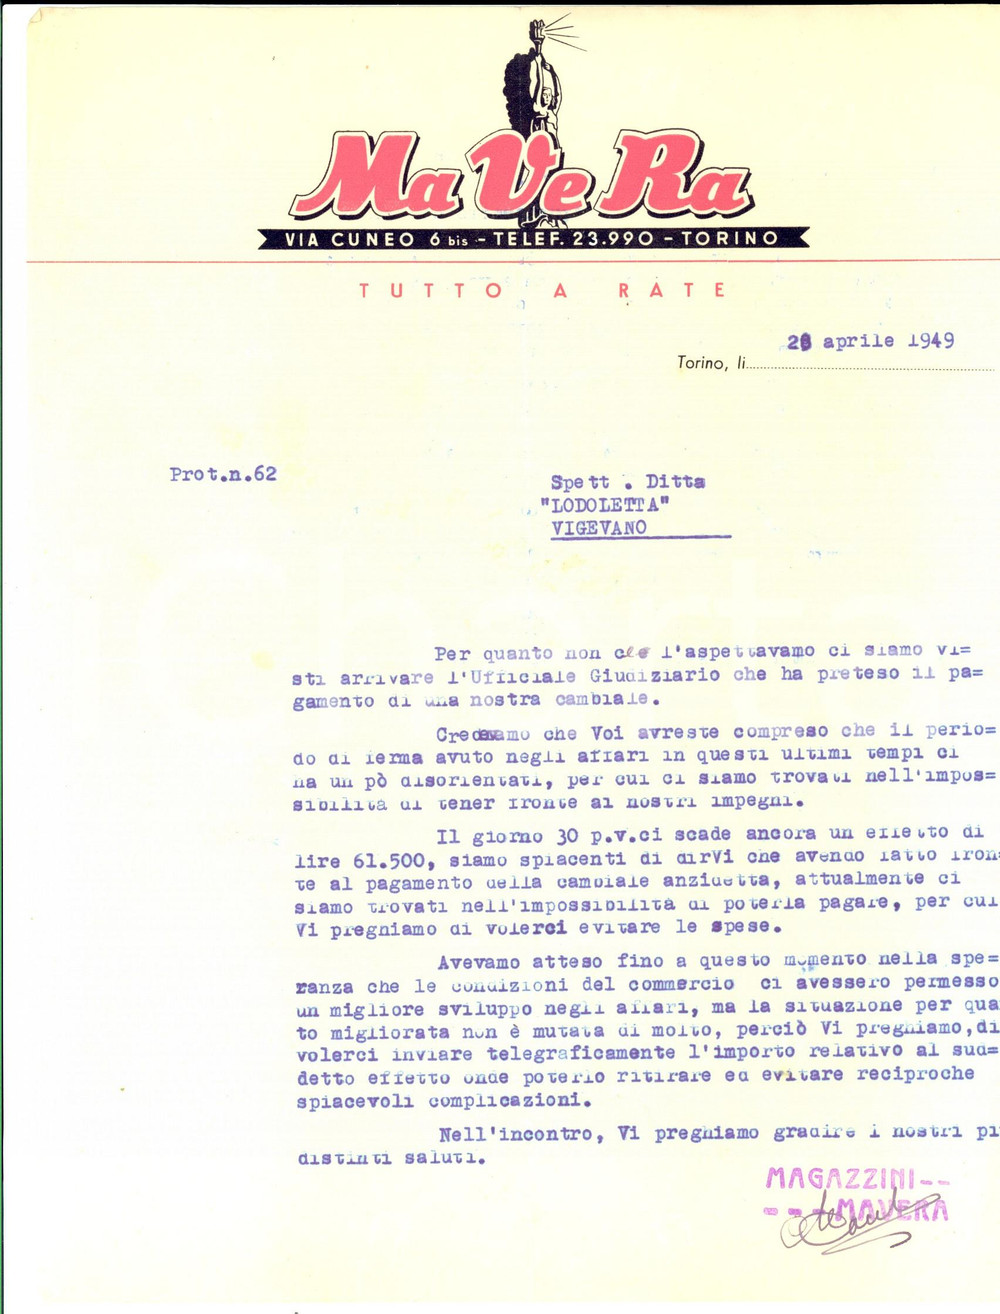 MaVeRa
VIA CUNEO 6 bis - TELEF. 23.990 - TORINO
TUTTO A RATE
aprile 1949
Torino, li
Prot.n.62
Spett . Ditta
"LODOLETTA"
VIGEVANO
Per quanto non l'aspettavamo ci siamo vi=
sti arrivare l'Ufficiale Giudiziario che ha preteso il pa=
gamento di una nostra cambiale.
Credevamo che Voi avreste compreso che il perio=
do di ferma avuto negli affari in questi ultimi tempi ci
ha un pò disorientati, per cui ci siamo trovati nell'impos=
sibilità di tener fronte ai nostri impegni.
Il giorno 30 p.v.ci scade ancora un effetto di
lire 61.500, siamo spiacenti di dirVi che avendo fatto fron=
te al pagamento della cambiale anzidetta, attualmente ci
siamo trovati nell'impossibilità di poterla pagare, per cui
Vi pregniamo di volerci evitare le spese.
Avevamo atteso fino a questo momento nella spe=
ranza che le condizioni del commercio ci avessero permesso
un migliore sviluppo negli affari, ma la situazione per qua
to migliorata non è mutata di molto, perciò Vi pregniamo,di
volerci inviare telegraficamente l'importo relativo al sud=
detto effetto onde poterlo ritirare ed evitare reciproche
spiacevoli complicazioni.
Nell'incontro, Vi pregniamo gradire i nostri pi
distinti saluti.
MAGAZZINI--
--- MAVERA